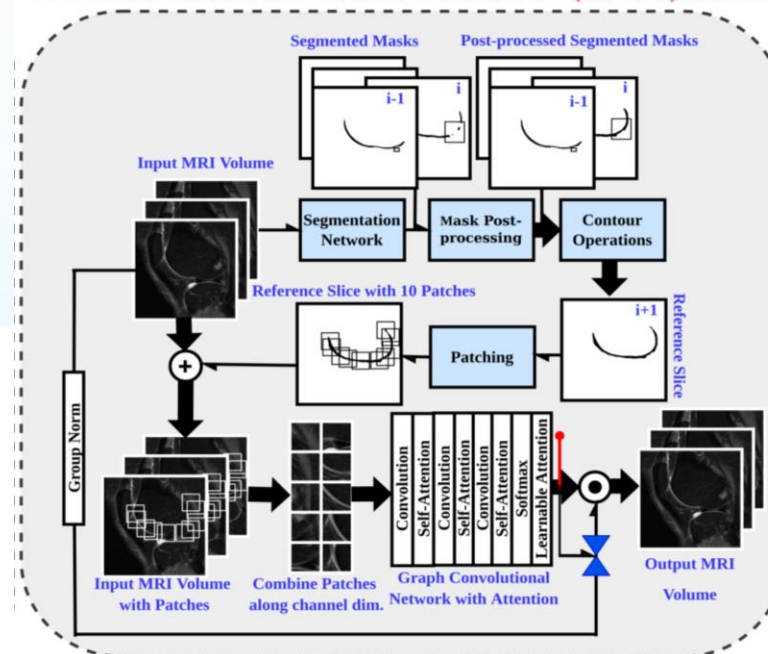 Segmented Masks
Post-processed Segmented Masks
i
i-1
i
i-1
Input MRI Volume
Segmentation
Network
Mask Post-
processing
Contour
Operations
Reference Slice with 10 Patches
i+1
Reference Slice
Patching
Group Norm
Convolution
Self-Attention
Convolution
Self-Attention
Convolution
Self-Attention
Softmax
Learnable Attention
Input MRI Volume
with Patches
Combine Patches
along channel dim.
Graph Convolutional
Network with Attention
Output MRI
Volume